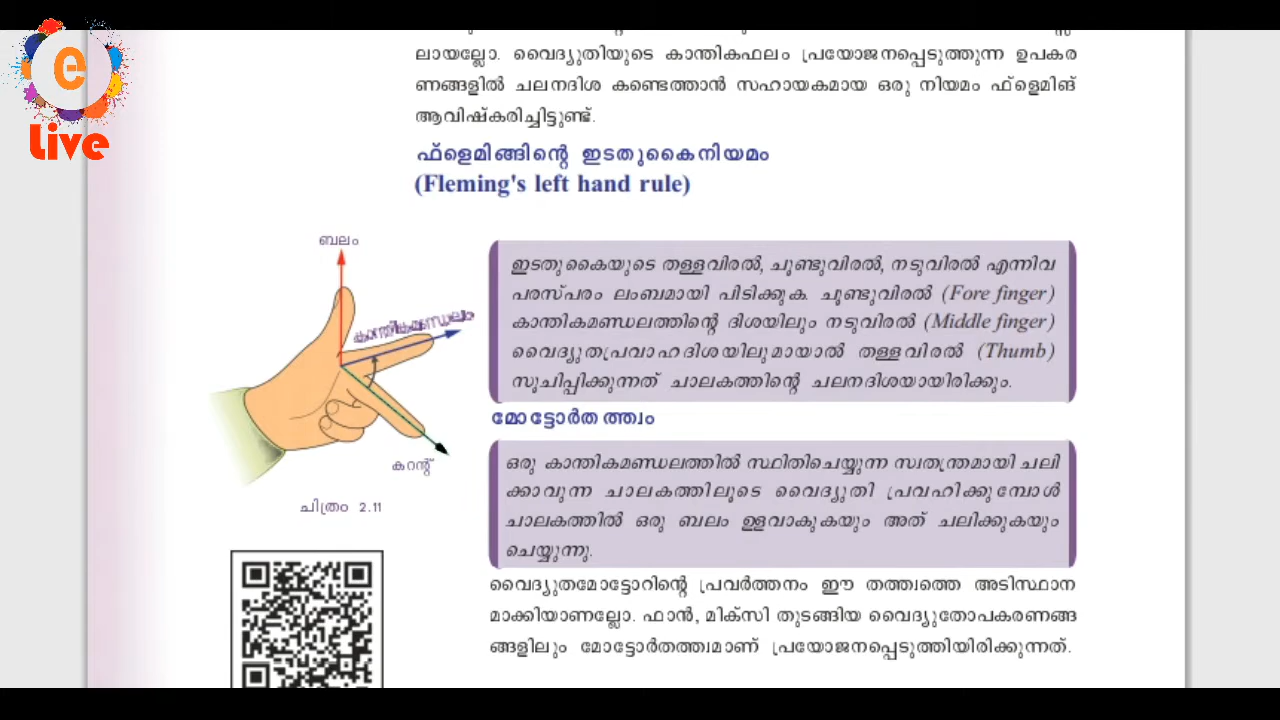 e
Live
ലായല്ലോ. വൈദ്യുതിയുടെ കാന്തികഫലം പ്രയോജനപ്പെടുത്തുന്ന ഉപകര
ണങ്ങളിൽ ചലനദിശ കണ്ടെത്താൻ സഹായകമായ ഒരു നിയമം ഫ്ളെമിങ്
ആവിഷ്കരിച്ചിട്ടുണ്ട്.
ഫ്ളെമിങ്ങിന്റെ ഇടതുകൈനിയമം
(Fleming's left hand rule)
ബലം
കാന്തികമണ്ഡലം
കറന്റ്
ചിത്രം 2.11
ഇടതുകൈയുടെ തള്ളവിരൽ, ചൂണ്ടുവിരൽ, നടുവിരൽ എന്നിവ
പരസ്പരം ലംബമായി പിടിക്കുക. ചൂണ്ടുവിരൽ (Fore finger)
കാന്തികമണ്ഡലത്തിന്റെ ദിശയിലും നടുവിരൽ (Middle finger)
വൈദ്യുതപ്രവാഹദിശയിലുമായാൽ തള്ളവിരൽ (Thumb)
സൂചിപ്പിക്കുന്നത് ചാലകത്തിന്റെ ചലനദിശയായിരിക്കും.
മോട്ടോർതത്ത്വം
ഒരു കാന്തികമണ്ഡലത്തിൽ സ്ഥിതിചെയ്യുന്ന സ്വതന്ത്രമായി ചലി
ക്കാവുന്ന ചാലകത്തിലൂടെ വൈദ്യുതി പ്രവഹിക്കുമ്പോൾ
ചാലകത്തിൽ ഒരു ബലം ഉളവാകുകയും അത് ചലിക്കുകയും
ചെയ്യുന്നു.
വൈദ്യുതമോട്ടോറിന്റെ പ്രവർത്തനം ഈ തത്ത്വത്തെ അടിസ്ഥാന
മാക്കിയാണല്ലോ. ഫാൻ, മിക്സി തുടങ്ങിയ വൈദ്യുതോപകരണങ്ങ
ങ്ങളിലും മോട്ടോർതത്ത്വമാണ് പ്രയോജനപ്പെടുത്തിയിരിക്കുന്നത്.